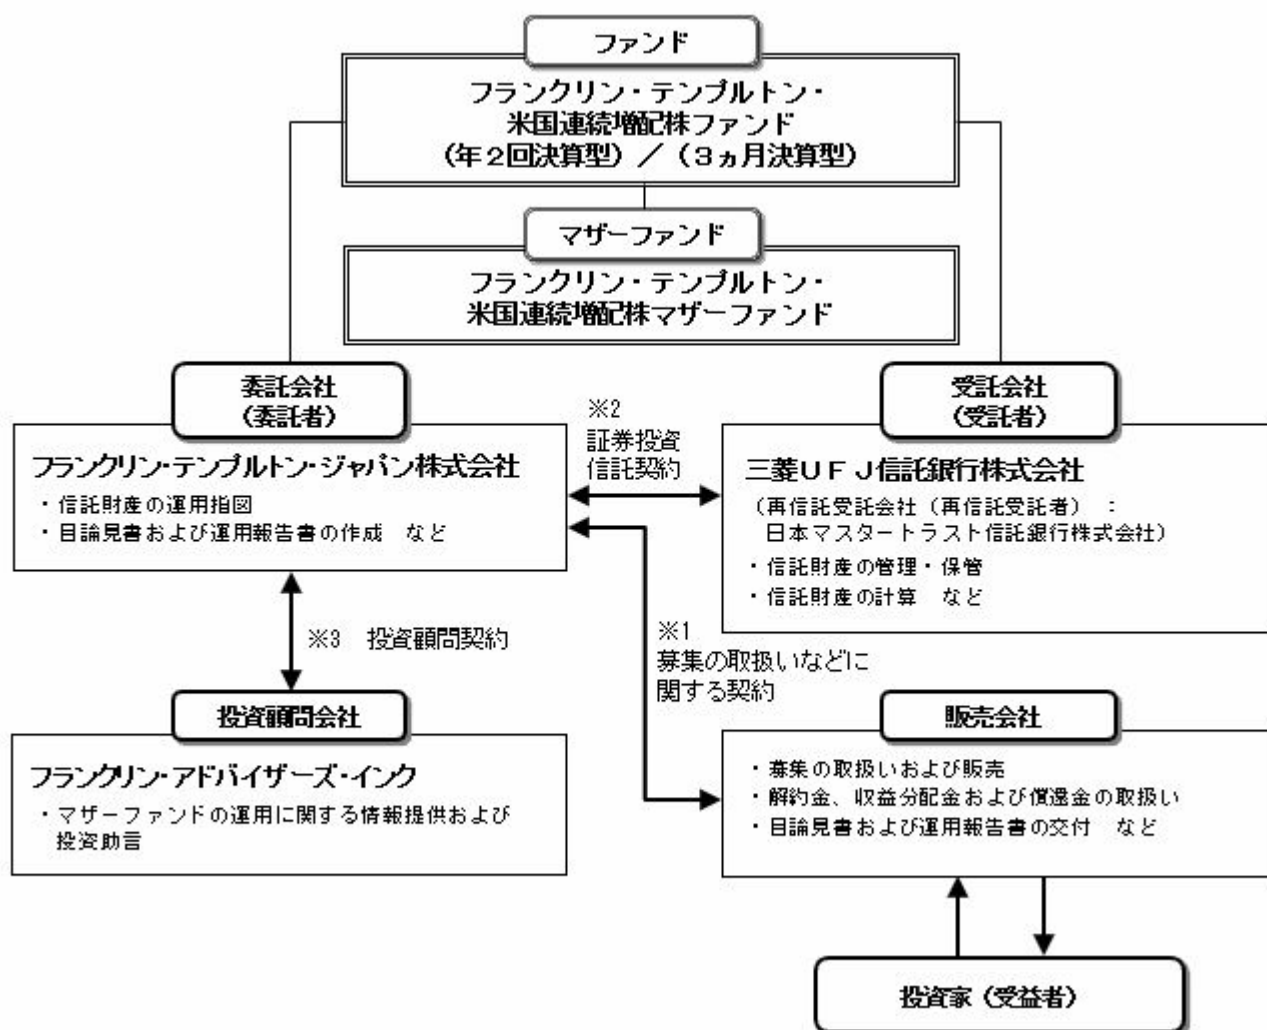 ファンド
フランクリン・テンプルトン・
米国連続増配株ファンド
(年2回決算型)／(3ヵ月決算型)
マザーファンド
フランクリン・テンプルトン・
米国連続増配株マザーファンド
委託会社
(委託者)
フランクリン・テンプルトン・ジャパン株式会社
・信託財産の運用指図
・目論見書および運用報告書の作成　など
※2
証券投資
信託契約
受託会社
(受託者)
三菱ＵＦＪ信託銀行株式会社
(再信託受託会社(再信託受託者)：
日本マスタートラスト信託銀行株式会社)
・信託財産の管理・保管
・信託財産の計算　など
※3　投資顧問契約
※1
募集の取扱いなどに
関する契約
投資顧問会社
フランクリン・アドバイザーズ・インク
・マザーファンドの運用に関する情報提供および
投資助言
販売会社
・募集の取扱いおよび販売
・解約金、収益分配金および償還金の取扱い
・目論見書および運用報告書の交付　など
投資家(受益者)